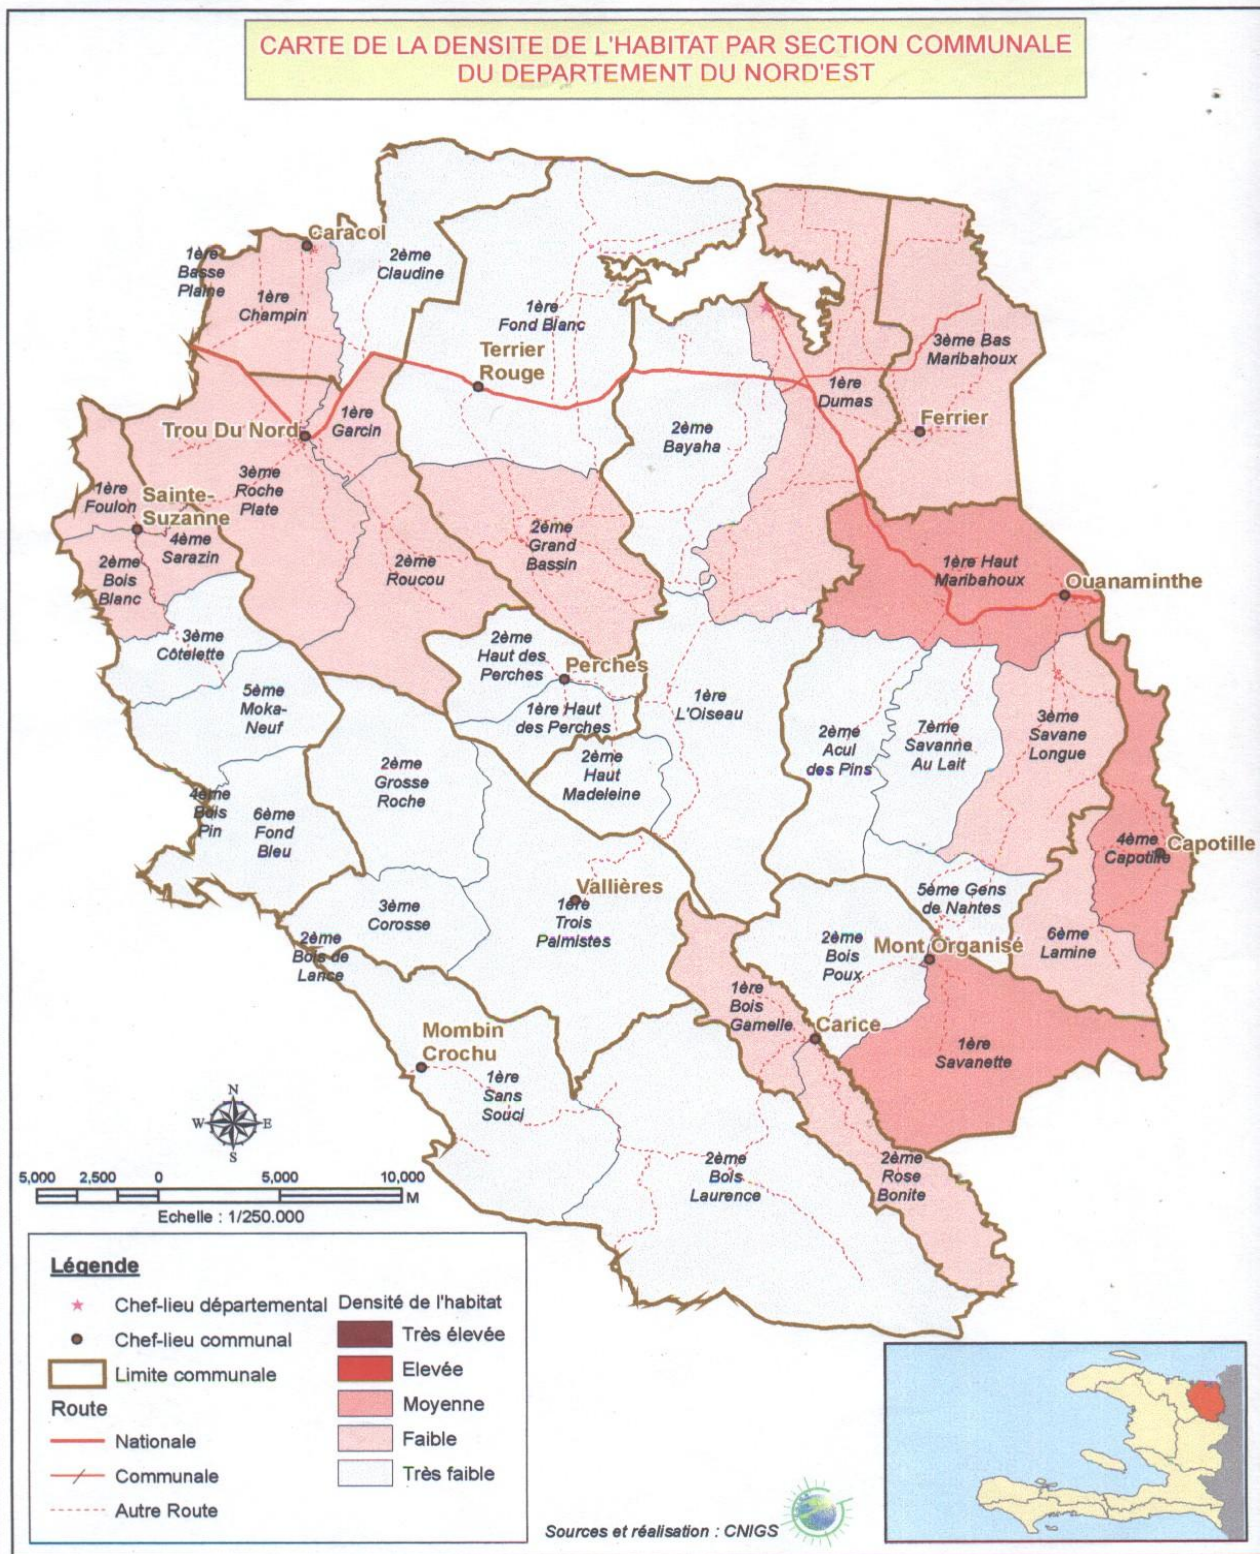 CARTE DE LA DENSITE DE L'HABITAT PAR SECTION COMMUNALE
DU DEPARTEMENT DU NORD'EST
Caracol
1ère
Basse
Plaine
2ème
Claudine
1ère
Champin
1ère
Fond Blanc
3ème Bas
Maribahoux
Terrier
Rouge
1ère
Dumas
Ferrier
Trou Du Nord
1ère
Garcin
2ème
Bayaha
3ème
Roche
Plate
1ère
Foulon
Sainte-
Suzanne
4ème
Sarazin
2ème
Bois
Blanc
2ème
Roucou
2ème
Grand
Bassin
1ère Haut
Maribahoux
Ouanaminthe
3ème
Côtelette
2ème
Haut des
Perches
Perches
5ème
Moka-
Neuf
1ère Haut
des Perches
1ère
L'Oiseau
2ème
Acul
des Pins
7ème
Savanne
Au Lait
3ème
Savane
Longue
2ème
Grosse
Roche
2ème
Haut
Madeleine
4ème
Bois
Pin
6ème
Fond
Bleu
4ème
Capotille
Capotille
Vallières
1ère
Trois
Palmistes
5ème Gens
de Nantes
3ème
Corosse
2ème
Bois de
Lance
2ème
Bois
Poux
Mont Organisé
6ème
Lamine
1ère
Bois
Gamelle
Carice
Mombin
Crochu
1ère
Savanette
1ère
Sans
Souci
2ème
Bois
Laurence
2ème
Rose
Bonite
N
W E
S
5,000 2,500 0 5,000 10,000
M
Echelle : 1/250.000
Légende
Chef-lieu départemental
Chef-lieu communal
Limite communale
Route
Nationale
Communale
Autre Route
Densité de l'habitat
Très élevée
Elevée
Moyenne
Faible
Très faible
Sources et réalisation : CNIGS